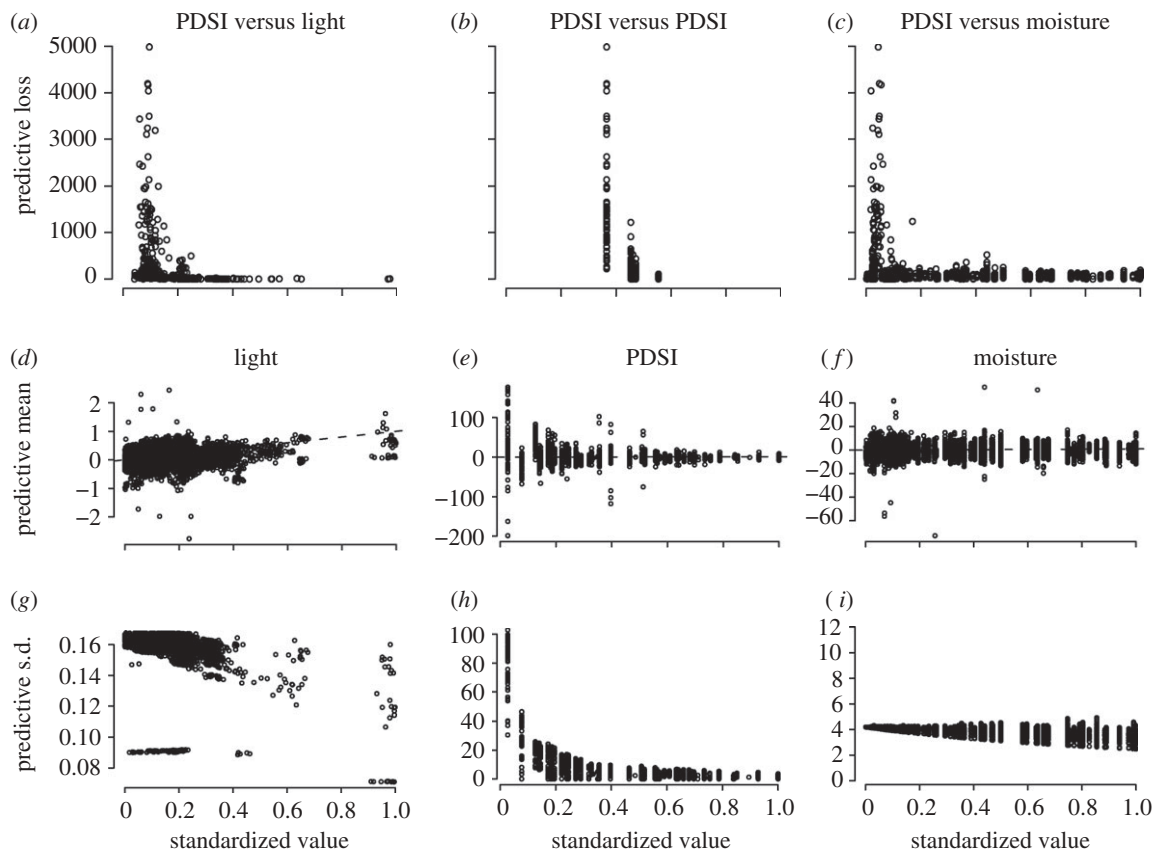 (a) PDSI versus light
(b) PDSI versus PDSI
(c) PDSI versus moisture
predictive loss
5000
4000
3000
2000
1000
0
(d) light
(e) PDSI
(f) moisture
predictive mean
2
1
0
−1
−2
100
0
−100
−200
40
20
0
−20
−40
−60
(g)
(h)
(i)
predictive s.d.
0.16
0.14
0.12
0.10
0.08
100
80
60
40
20
0
12
10
8
6
4
2
0
0 0.2 0.4 0.6 0.8 1.0
0 0.2 0.4 0.6 0.8 1.0
0 0.2 0.4 0.6 0.8 1.0
standardized value
standardized value
standardized value